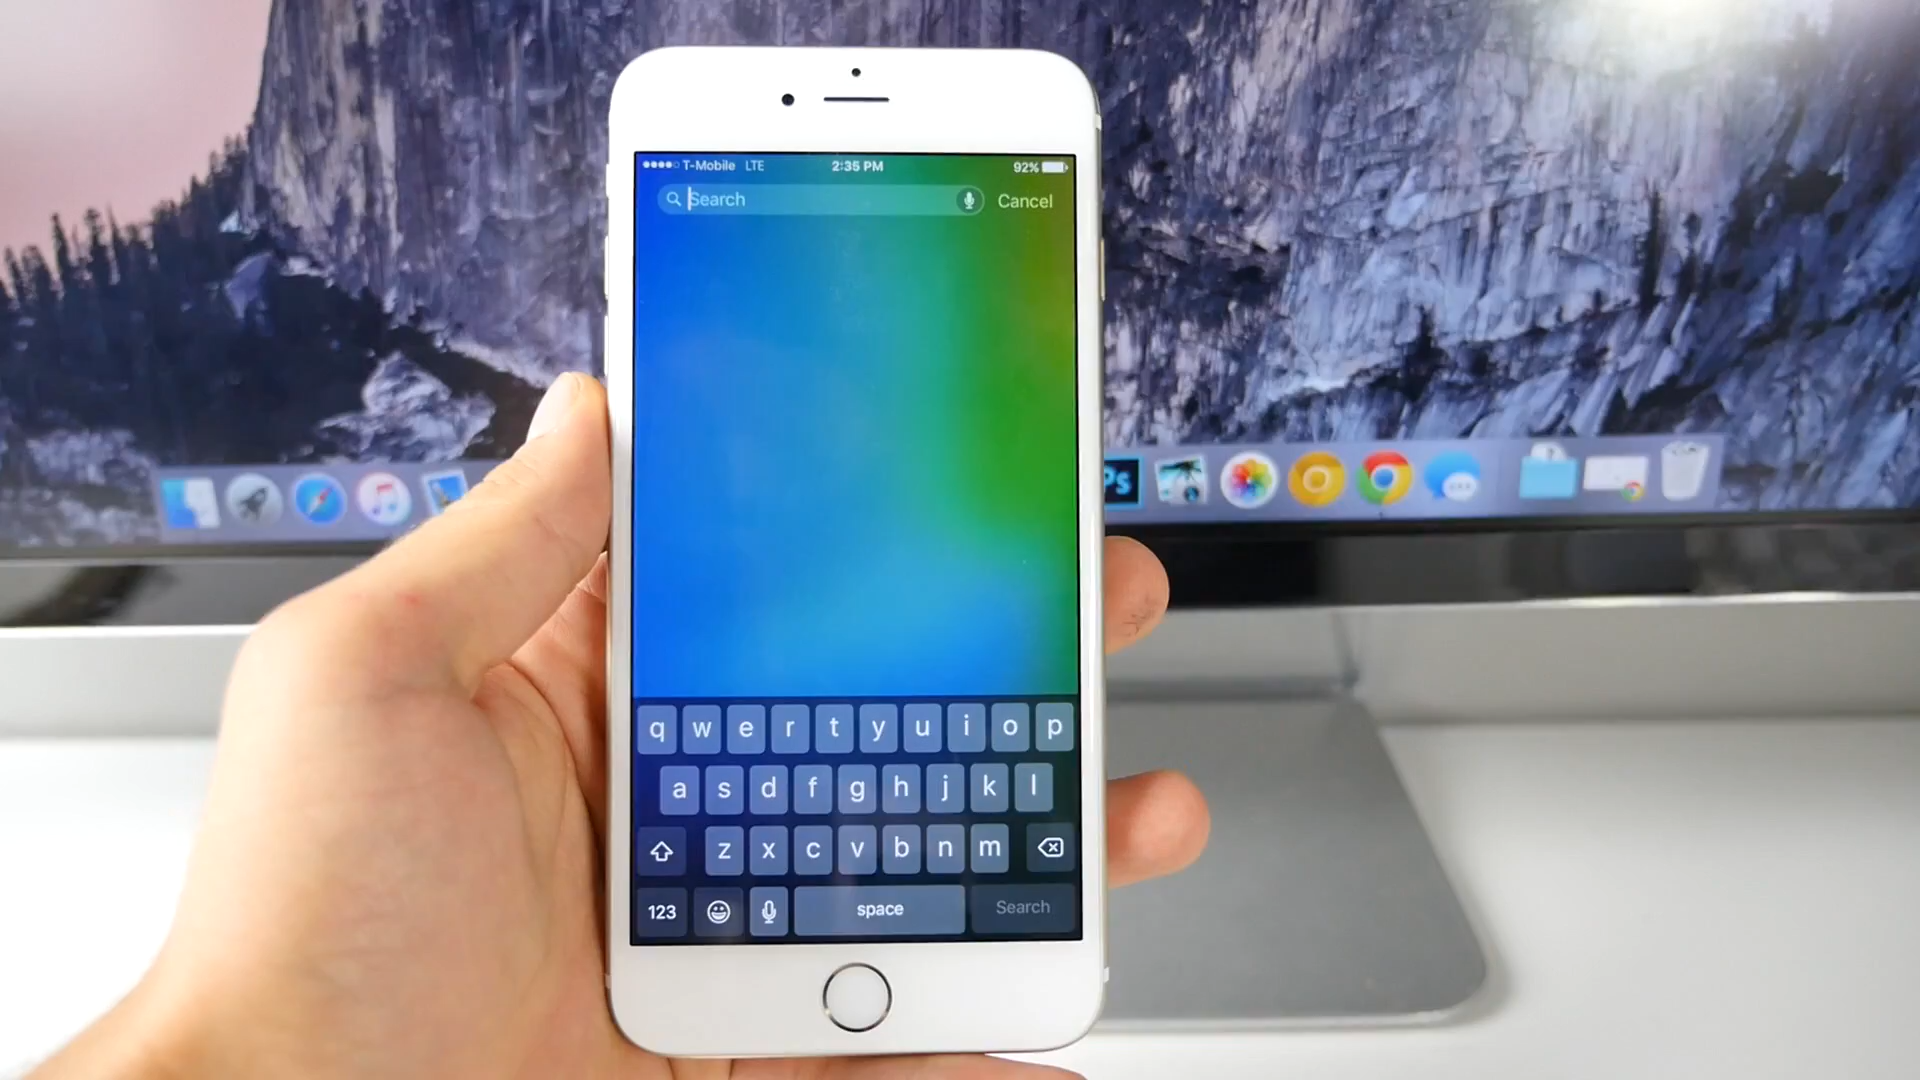 T-Mobile LTE 2:35 PM 92%
Search Cancel
q w e r t y u i o p
a s d f g h j k l
z x c v b n m
123 space Search
Ps